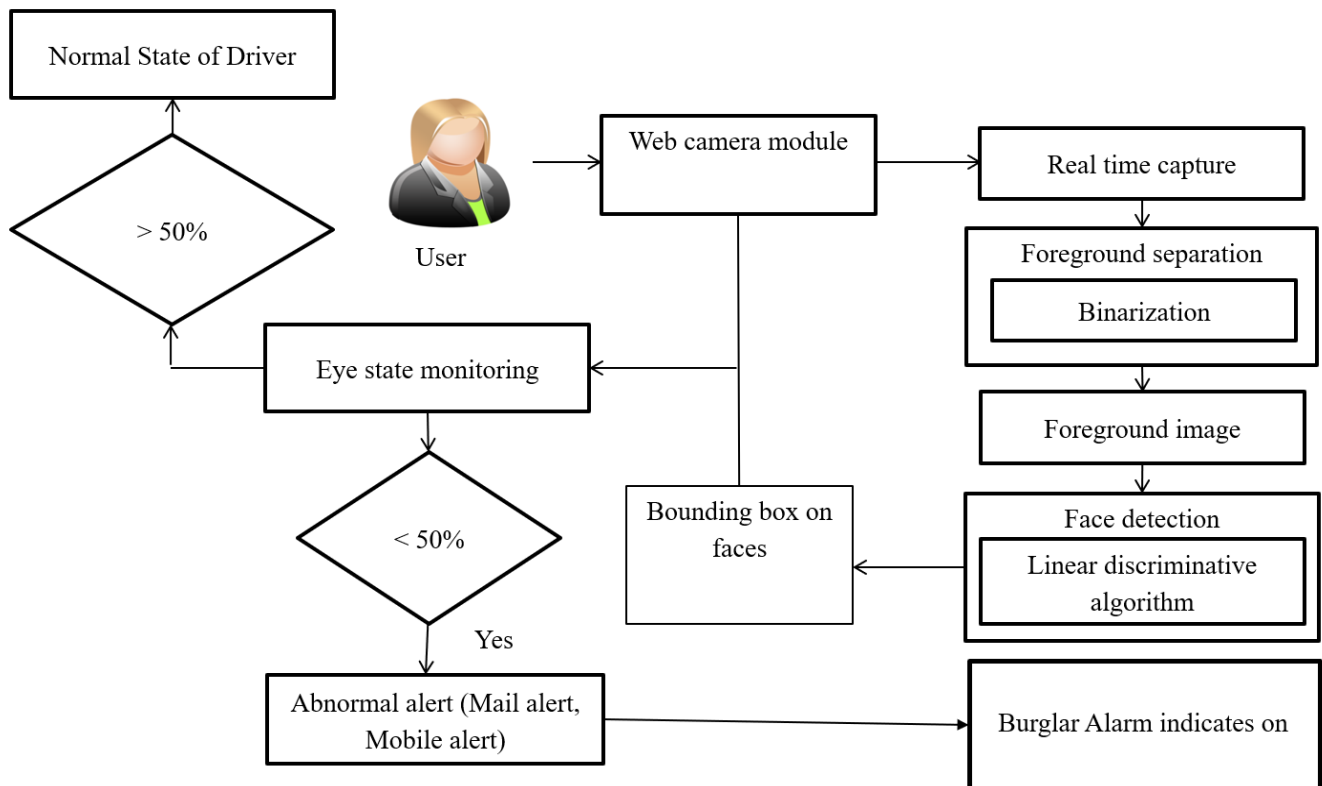 Normal State of Driver
> 50%
User
Web camera module
Real time capture
Foreground separation
Binarization
Foreground image
Face detection
Linear discriminative
algorithm
Bounding box on
faces
Eye state monitoring
< 50%
Yes
Abnormal alert (Mail alert,
Mobile alert)
Burglar Alarm indicates on